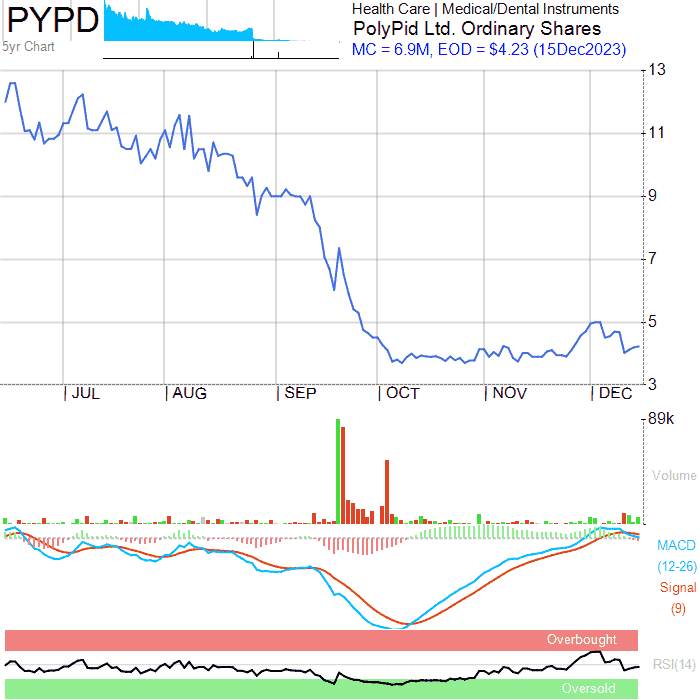 PYPD
5yr Chart
Health Care | Medical/Dental Instruments
PolyPid Ltd. Ordinary Shares
MC = 6.9M, EOD = $4.23 (15Dec2023)
13
11
9
7
5
3
| JUL | AUG | SEP | OCT | NOV | DEC
89k
Volume
MACD
(12-26)
Signal
(9)
Overbought
RSI(14)
Oversold